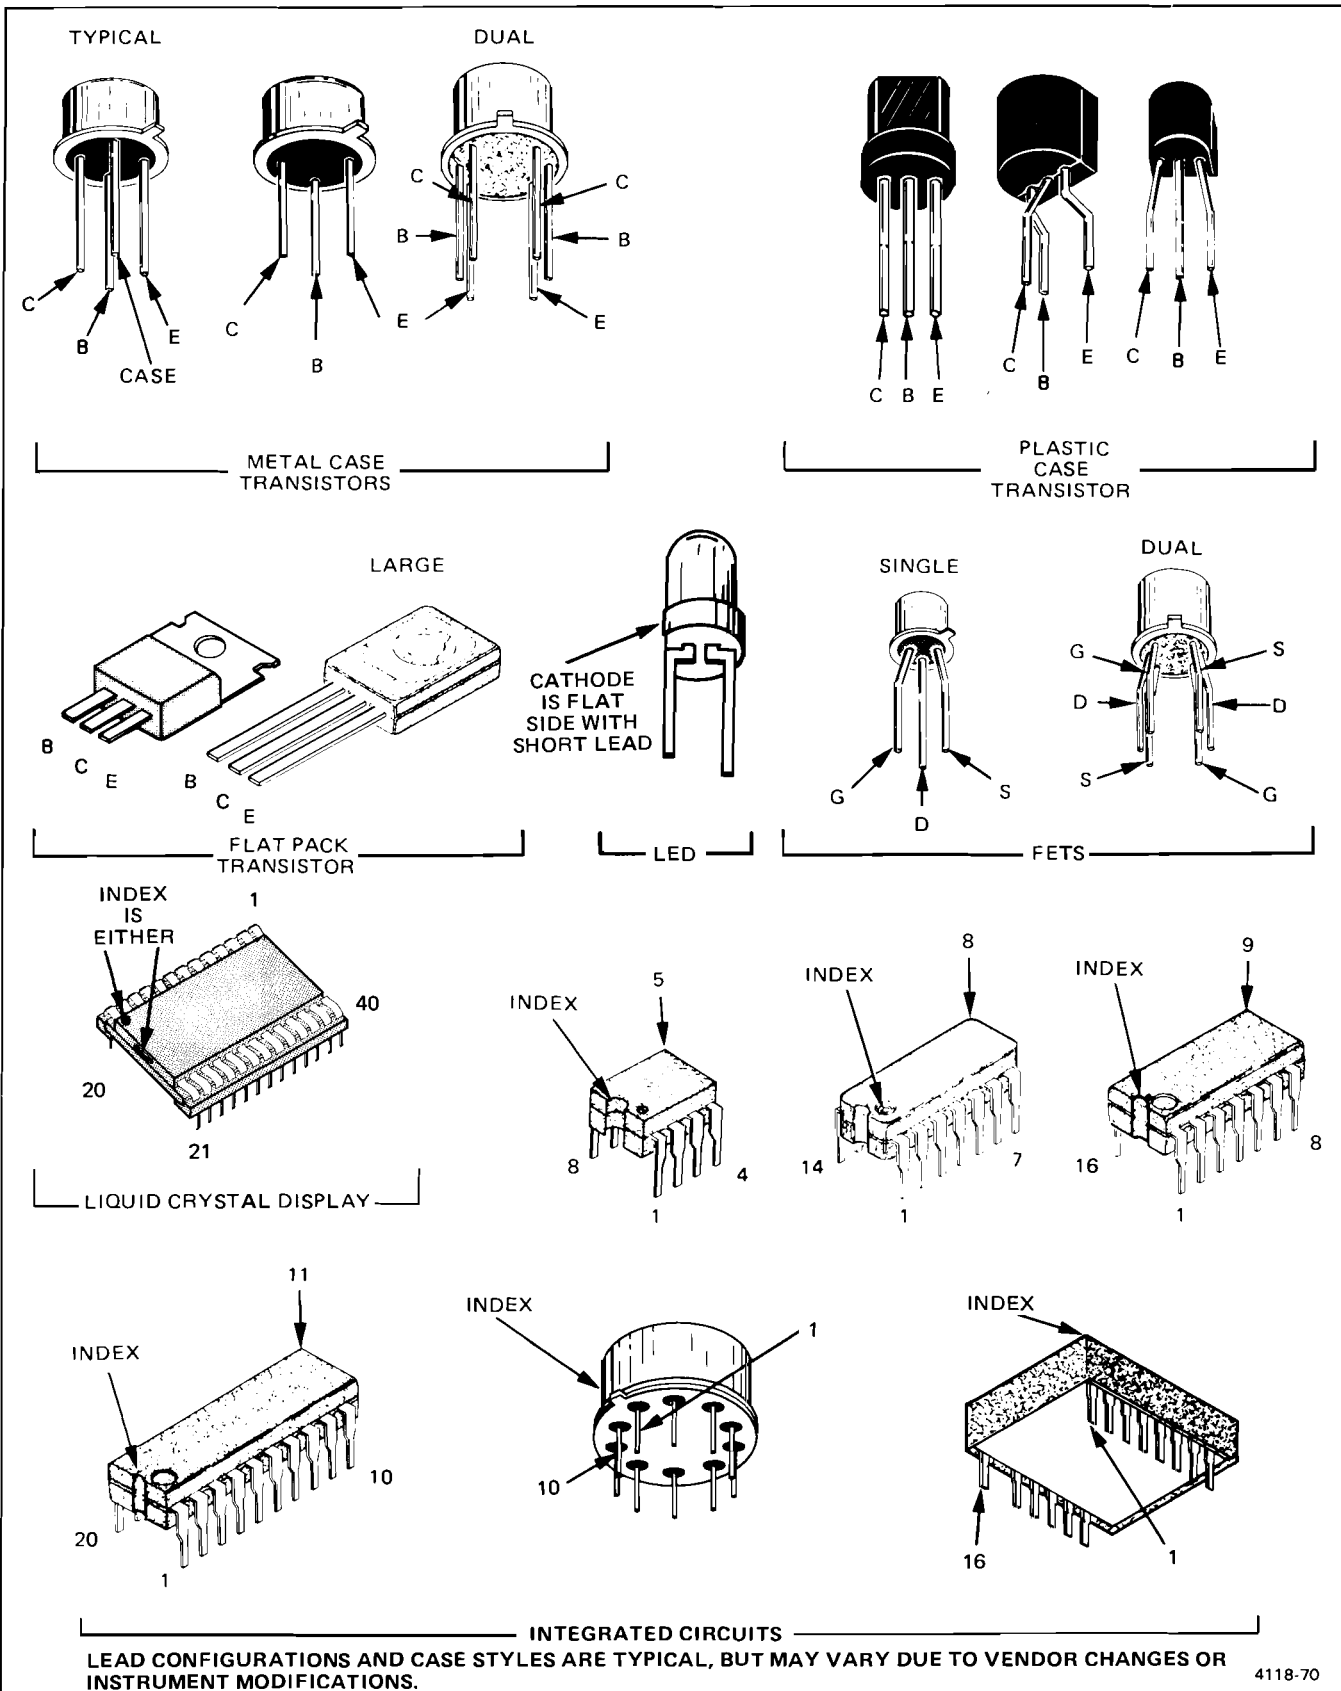 TYPICAL
DUAL
C
B
CASE
E
C
B
E
C
C
B
B
E
C
B
E
C
B
E
C
B
E
METAL CASE
TRANSISTORS
PLASTIC
CASE
TRANSISTOR
LARGE
B
C
E
B
C
E
CATHODE
IS FLAT
SIDE WITH
SHORT LEAD
SINGLE
G
D
S
DUAL
G
S
D
D
S
G
FLAT PACK
TRANSISTOR
LED
FETS
INDEX
IS
EITHER
1
40
20
21
LIQUID CRYSTAL DISPLAY
INDEX
5
8
4
1
INDEX
8
14
7
1
INDEX
9
16
8
1
INDEX
11
10
20
1
INDEX
1
10
INDEX
16
1
INTEGRATED CIRCUITS
LEAD CONFIGURATIONS AND CASE STYLES ARE TYPICAL, BUT MAY VARY DUE TO VENDOR CHANGES OR
INSTRUMENT MODIFICATIONS.
4118-70